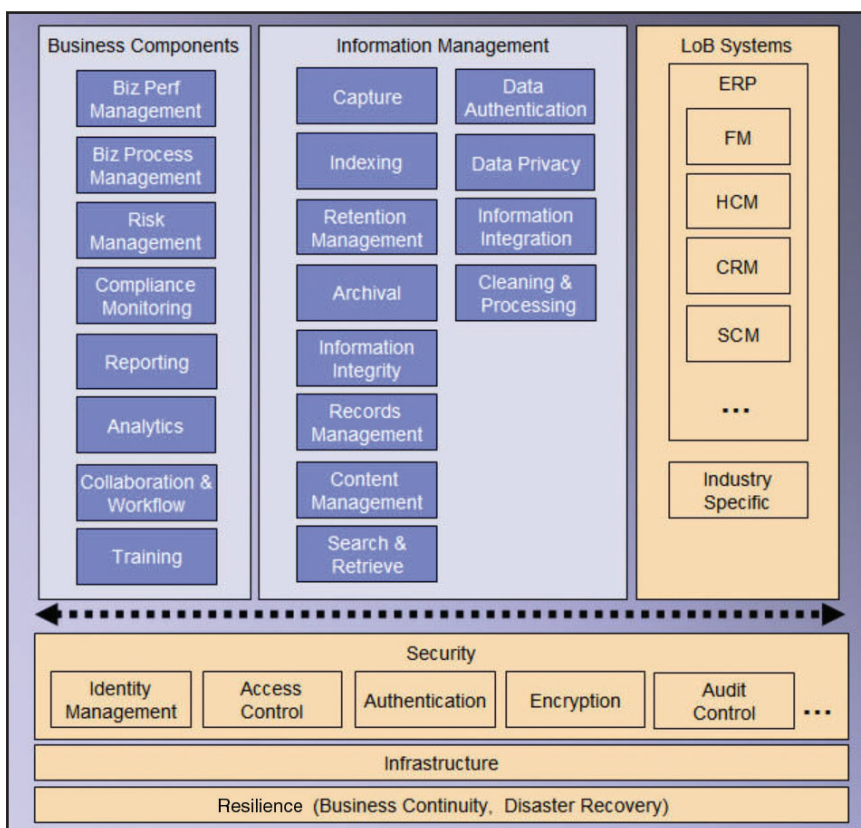 Business Components
Biz Perf
Management
Biz Process
Management
Risk
Management
Compliance
Monitoring
Reporting
Analytics
Collaboration &
Workflow
Training
Information Management
Capture
Indexing
Retention
Management
Archival
Information
Integrity
Records
Management
Content
Management
Search &
Retrieve
Data
Authentication
Data Privacy
Information
Integration
Cleaning &
Processing
LoB Systems
ERP
FM
HCM
CRM
SCM
...
Industry
Specific
Security
Identity
Management
Access
Control
Authentication
Encryption
Audit
Control
...
Infrastructure
Resilience (Business Continuity, Disaster Recovery)